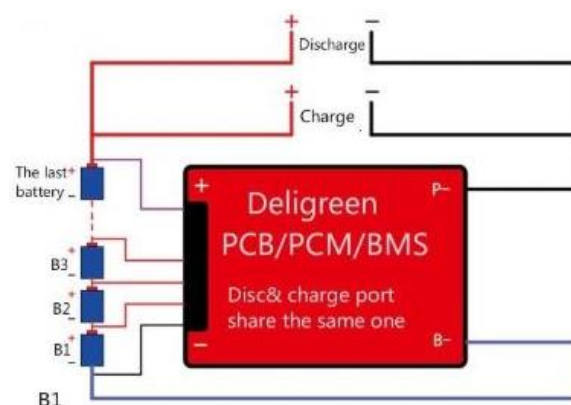 + −
Discharge
+ −
Charge
The last
battery
+
−
+
−
Deligreen
PCB/PCM/BMS
Disc& charge port
share the same one
P−
B−
B3
+
−
B2
+
−
B1
+
−
B1